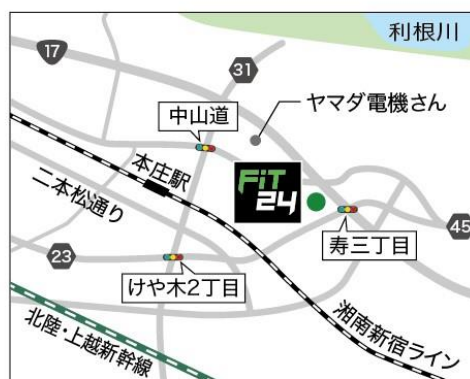 利根川
17
31
ヤマダ電機さん
中山道
本庄駅
二本松通り
FiT
24
45
寿三丁目
23
けや木2丁目
湘南新宿ライン
北陸・上越新幹線